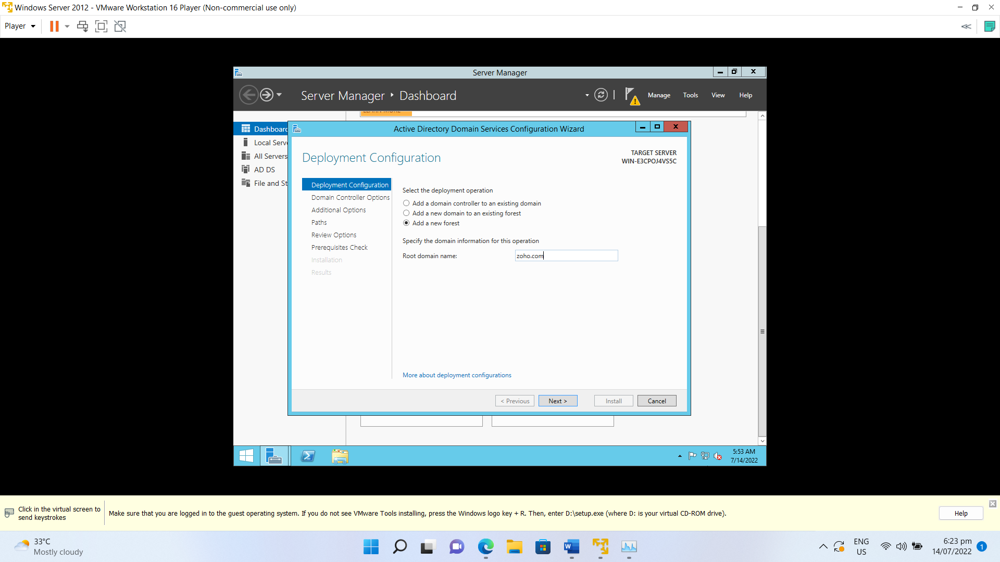 Windows Server 2012 - VMware Workstation 16 Player (Non-commercial use only)
Player
Server Manager
Server Manager
Dashboard
Manage
Tools
View
Help
LEARN MORE
Dashboard
Local Serve
All Servers
AD DS
File and St
Active Directory Domain Services Configuration Wizard
Deployment Configuration
TARGET SERVER
WIN-E3CPOJ4VS5C
Deployment Configuration
Domain Controller Options
Additional Options
Paths
Review Options
Prerequisites Check
Installation
Results
Select the deployment operation
Add a domain controller to an existing domain
Add a new domain to an existing forest
Add a new forest
Specify the domain information for this operation
Root domain name:
zoho.com
More about deployment configurations
< Previous
Next >
Install
Cancel
5:53 AM
7/14/2022
Click in the virtual screen to
send keystrokes
Make sure that you are logged in to the guest operating system. If you do not see VMware Tools installing, press the Windows logo key + R. Then, enter D:\setup.exe (where D: is your virtual CD-ROM drive).
Help
33°C
Mostly cloudy
ENG
US
6:23 pm
14/07/2022
1